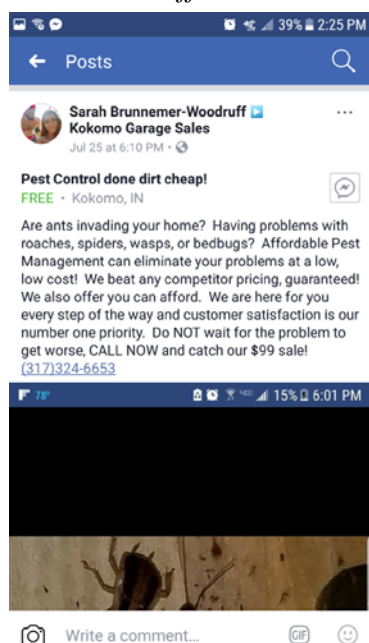 39% 2:25 PM
Posts
Sarah Brunnemer-Woodruff
Kokomo Garage Sales
Jul 25 at 6:10 PM •
Pest Control done dirt cheap!
FREE • Kokomo, IN
Are ants invading your home? Having problems with
roaches, spiders, wasps, or bedbugs? Affordable Pest
Management can eliminate your problems at a low,
low cost! We beat any competitor pricing, guaranteed!
We also offer you can afford. We are here for you
every step of the way and customer satisfaction is our
number one priority. Do NOT wait for the problem to
get worse, CALL NOW and catch our $99 sale!
(317)324-6653
78° 15% 6:01 PM
Write a comment... GIF